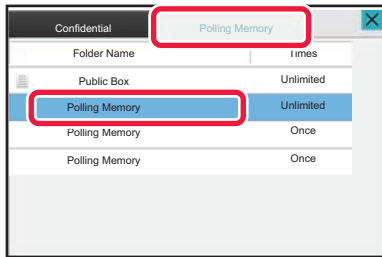 Confidential Polling Memory
Folder Name Times
Public Box Unlimited
Polling Memory Unlimited
Polling Memory Once
Polling Memory Once